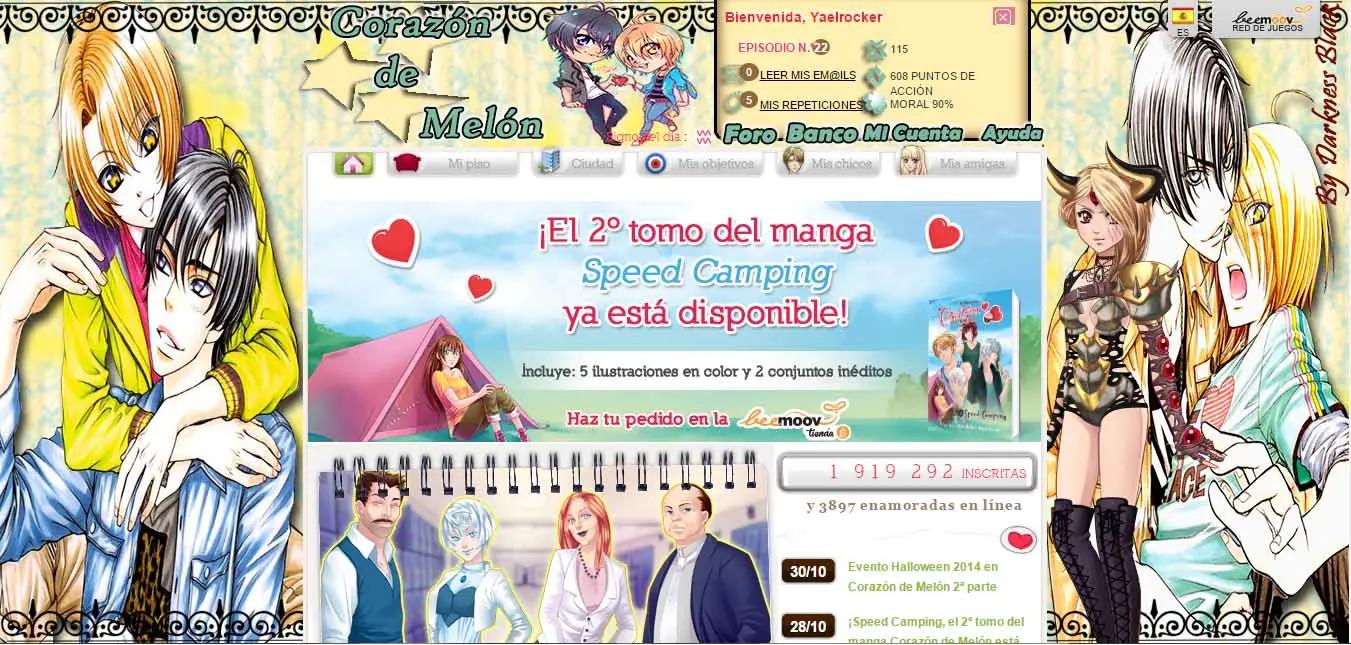 Corazón
de
Melón
Bienvenida, Yaelrocker
EPISODIO N. 22
115
0 LEER MIS EM@ILS
608 PUNTOS DE
ACCIÓN
5 MIS REPETICIONES
MORAL 90%
Signo del día :
Foro Banco Mi Cuenta Ayuda
ES
beemoov
RED DE JUEGOS
By Darkness Black
Mi piso
Ciudad
Mis objetivos
Mis chicos
Mis amigas
¡El 2º tomo del manga
Speed Camping
ya está disponible!
Incluye: 5 ilustraciones en color y 2 conjuntos inéditos
Haz tu pedido en la beemoov
tienda
Corazón
Speed Camping
1 919 292 INSCRITAS
y 3897 enamoradas en línea
30/10
Evento Halloween 2014 en
Corazón de Melón 2ª parte
28/10
¡Speed Camping, el 2º tomo del
manga Corazón de Melón está